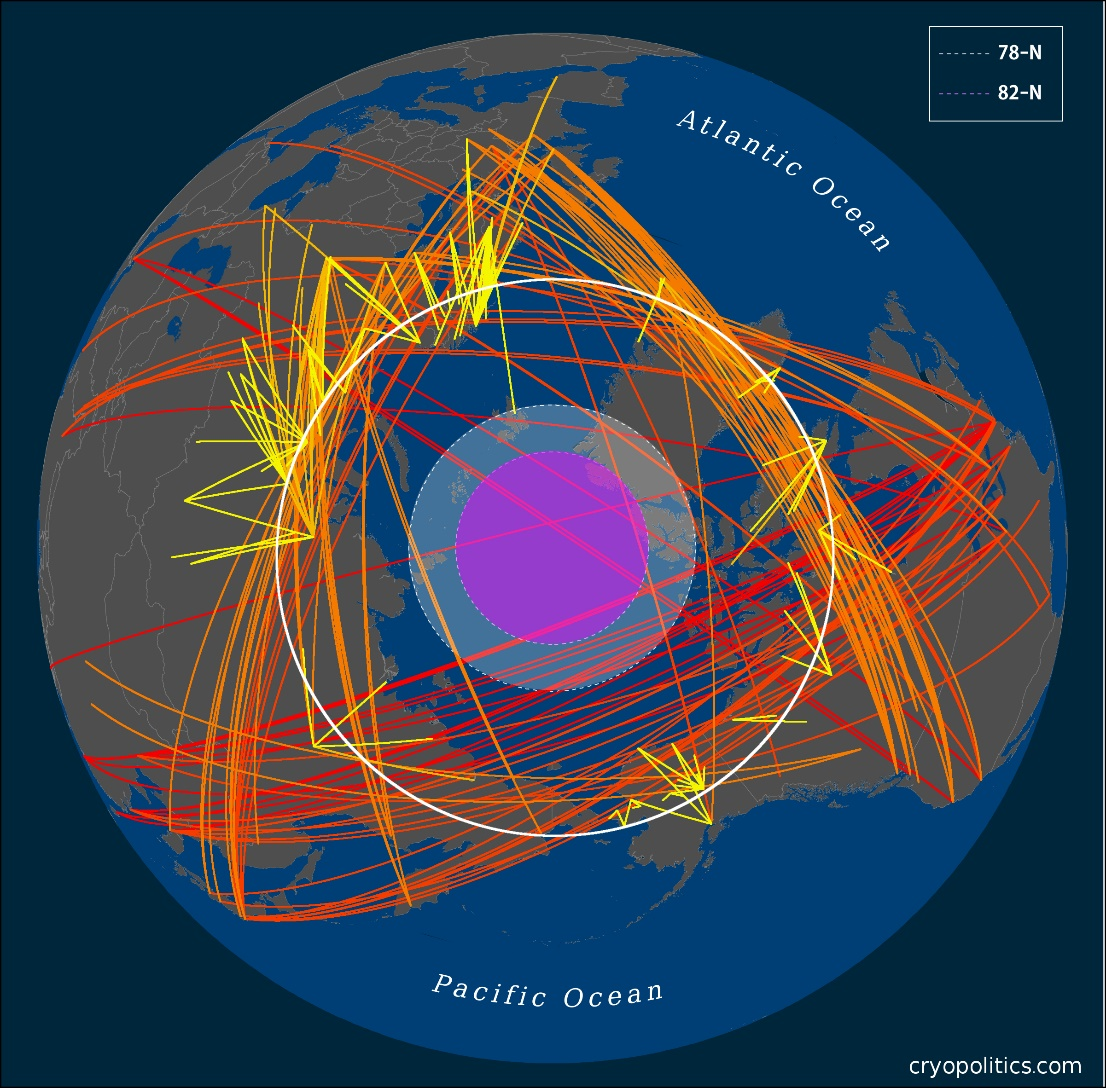 78-N
82-N
Atlantic Ocean
Pacific Ocean
cryopolitics.com